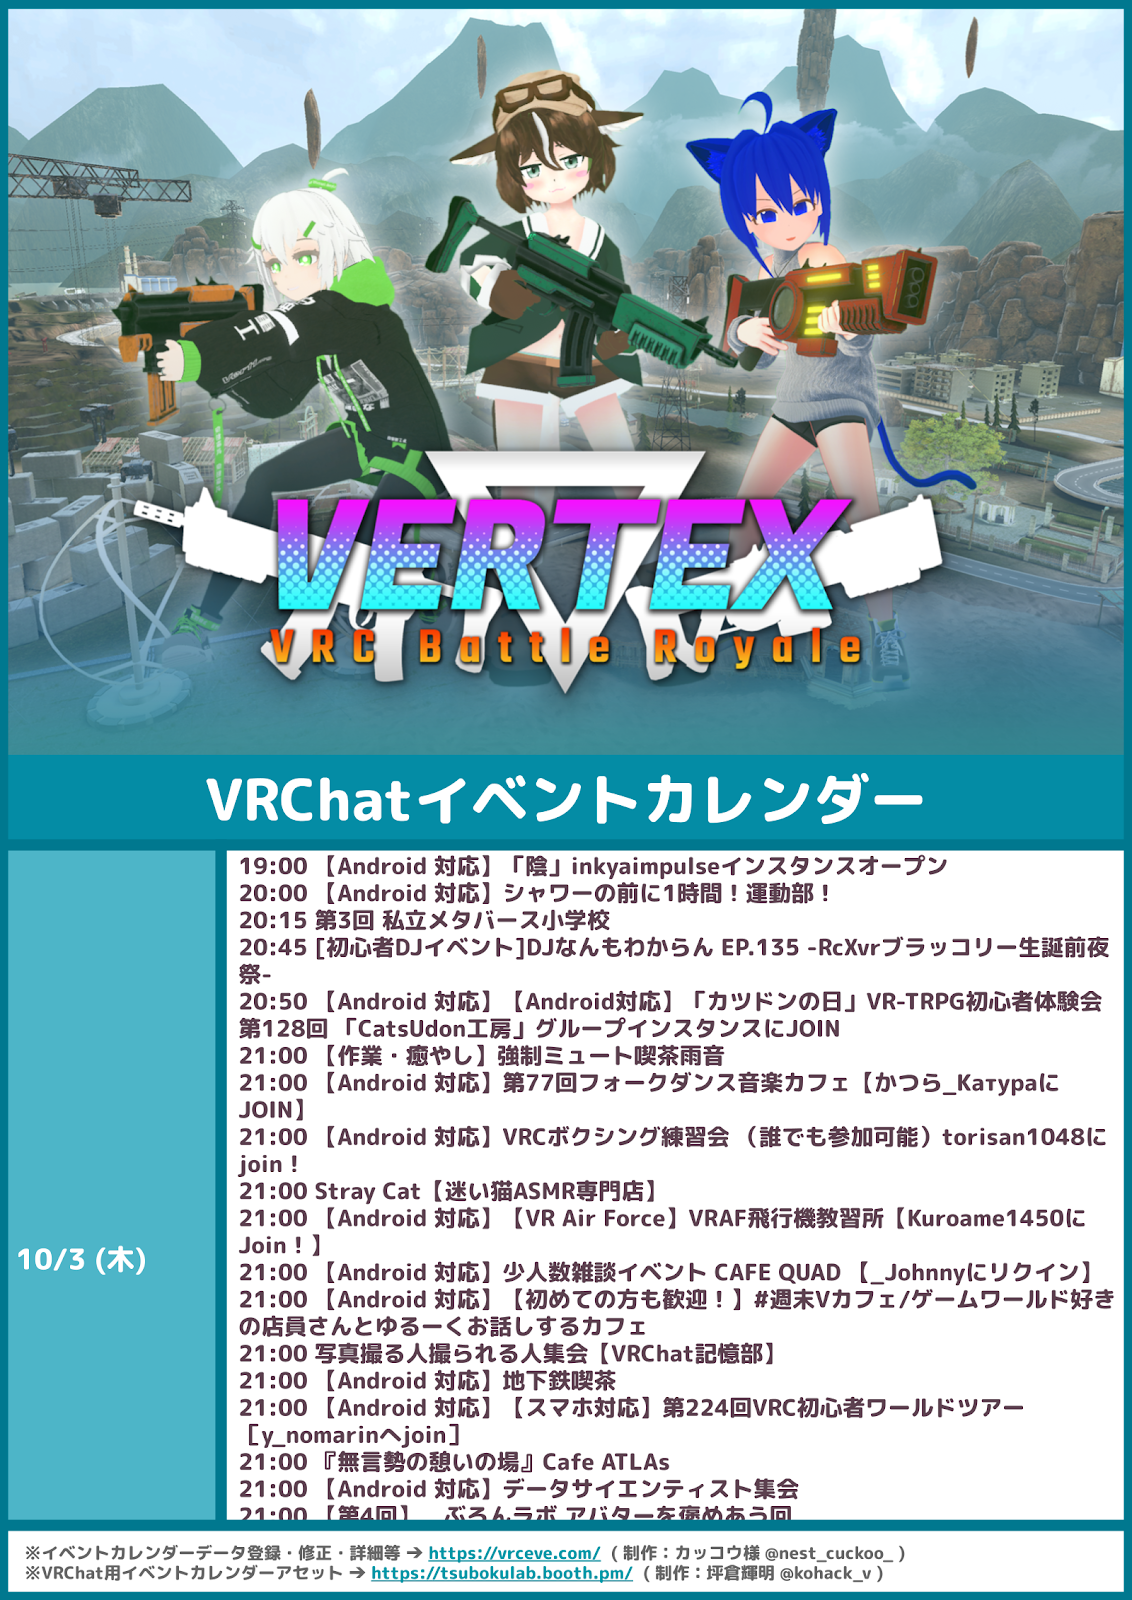 VERTEX
VRC Battle Royale
VRChatイベントカレンダー
10/3 (木)
19:00 【Android 対応】「陰」inkyaimpulseインスタンスオープン
20:00 【Android 対応】シャワーの前に1時間！運動部！
20:15 第3回 私立メタバース小学校
20:45 [初心者DJイベント]DJなんもわからん EP.135 -RcXvrブラッコリー生誕前夜
祭-
20:50 【Android 対応】【Android対応】「カツドンの日」VR-TRPG初心者体験会
第128回 「CatsUdon工房」グループインスタンスにJOIN
21:00 【作業・癒やし】強制ミュート喫茶雨音
21:00 【Android 対応】第77回フォークダンス音楽カフェ【かつら_Катураに
JOIN】
21:00 【Android 対応】VRCボクシング練習会 （誰でも参加可能）torisan1048に
join！
21:00 Stray Cat【迷い猫ASMR専門店】
21:00 【Android 対応】【VR Air Force】VRAF飛行機教習所【Kuroame1450に
Join！】
21:00 【Android 対応】少人数雑談イベント CAFE QUAD 【_Johnnyにリクイン】
21:00 【Android 対応】【初めての方も歓迎！】#週末Vカフェ/ゲームワールド好き
の店員さんとゆるーくお話しするカフェ
21:00 写真撮る人撮られる人集会【VRChat記憶部】
21:00 【Android 対応】地下鉄喫茶
21:00 【Android 対応】【スマホ対応】第224回VRC初心者ワールドツアー
［y_nomarinへjoin］
21:00 『無言勢の憩いの場』Cafe ATLAs
21:00 【Android 対応】データサイエンティスト集会
21:00 【第4回】 ぶろんラボ アバターを褒めあう回
※イベントカレンダーデータ登録・修正・詳細等 → https://vrceve.com/ ( 制作：カッコウ様 @nest_cuckoo_ )
※VRChat用イベントカレンダーアセット → https://tsubokulab.booth.pm/ ( 制作：坪倉輝明 @kohack_v )